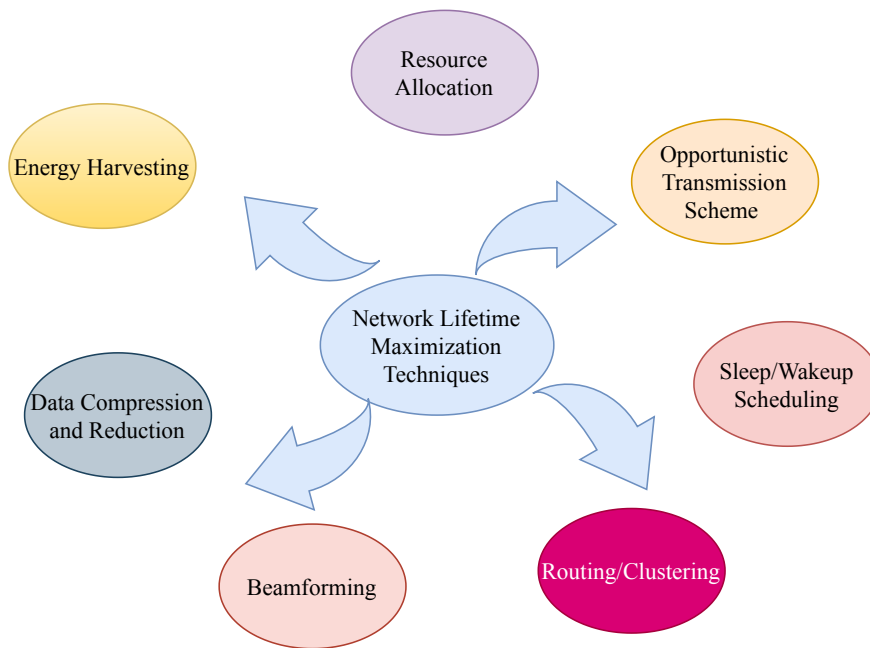 Resource
Allocation
Energy Harvesting
Opportunistic
Transmission
Scheme
Network Lifetime
Maximization
Techniques
Sleep/Wakeup
Scheduling
Data Compression
and Reduction
Routing/Clustering
Beamforming